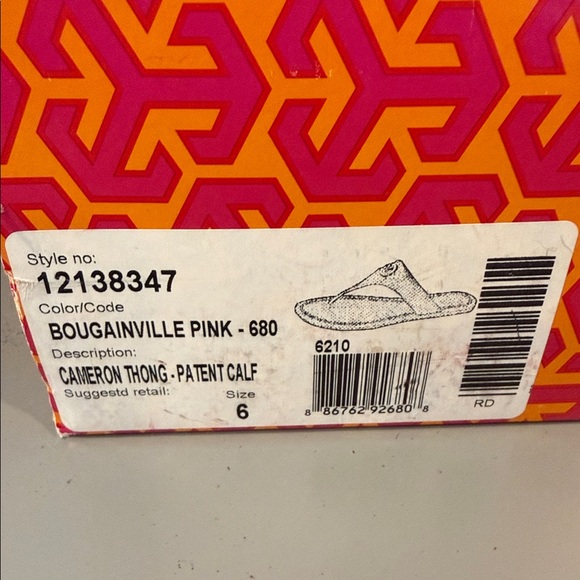 Style no:
12138347
Color/Code
BOUGAINVILLE PINK - 680
Description:
CAMERON THONG - PATENT CALF
Suggestd retail:
Size
6
6210
8 86762 92680 8
RD